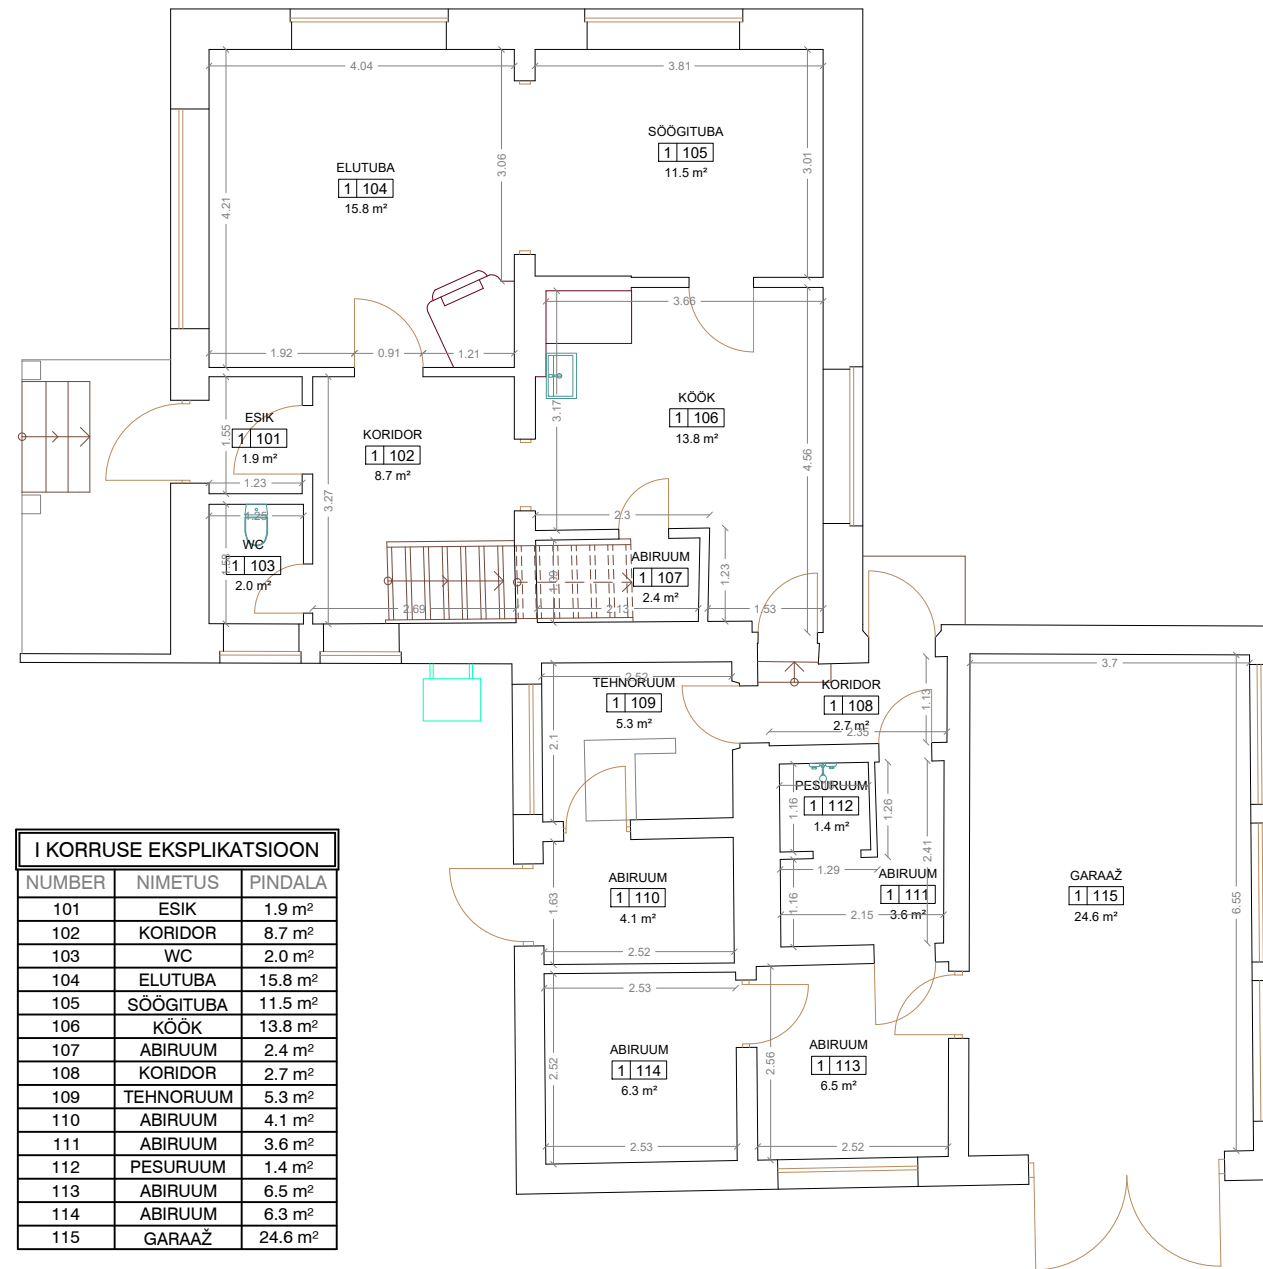 4.04
3.81
SÖÖGITUBA
1 105
11.5 m²
3.06
3.01
ELUTUBA
1 104
15.8 m²
4.21
3.66
1.92
0.91
1.21
3.17
KÖÖK
1 106
13.8 m²
ESIK
1 101
1.9 m²
1.55
KORIDOR
1 102
8.7 m²
4.56
1.23
3.27
1.25
2.3
WC
1 103
2.0 m²
ABIRUUM
1 107
2.4 m²
1.23
2.69
2.13
1.53
3.7
2.52
TEHNORUUM
1 109
5.3 m²
KORIDOR
1 108
2.7 m²
1.13
2.35
2.1
PESURUUM
1 112
1.4 m²
1.16
1.26
2.41
1.29
ABIRUUM
1 111
3.6 m²
1.16
2.15
GARAAŽ
1 115
24.6 m²
6.55
ABIRUUM
1 110
4.1 m²
1.63
2.52
2.53
ABIRUUM
1 114
6.3 m²
2.52
2.53
ABIRUUM
1 113
6.5 m²
2.56
2.52
I KORRUSE EKSPLIKATSIOON
NUMBER NIMETUS PINDALA
101 ESIK 1.9 m²
102 KORIDOR 8.7 m²
103 WC 2.0 m²
104 ELUTUBA 15.8 m²
105 SÖÖGITUBA 11.5 m²
106 KÖÖK 13.8 m²
107 ABIRUUM 2.4 m²
108 KORIDOR 2.7 m²
109 TEHNORUUM 5.3 m²
110 ABIRUUM 4.1 m²
111 ABIRUUM 3.6 m²
112 PESURUUM 1.4 m²
113 ABIRUUM 6.5 m²
114 ABIRUUM 6.3 m²
115 GARAAŽ 24.6 m²